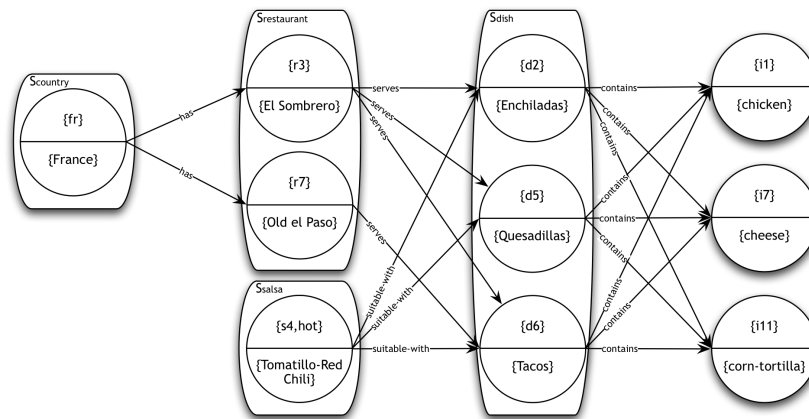 Scountry
{fr}
{France}
has
has
Srestaurant
{r3}
{El Sombrero}
{r7}
{Old el Paso}
Ssalsa
{s4,hot}
{Tomatillo-Red
Chili}
serves
serves
serves
serves
suitable-with
suitable-with
suitable-with
Sdish
{d2}
{Enchiladas}
{d5}
{Quesadillas}
{d6}
{Tacos}
contains
contains
contains
contains
contains
contains
contains
contains
contains
{i1}
{chicken}
{i7}
{cheese}
{i11}
{corn-tortilla}